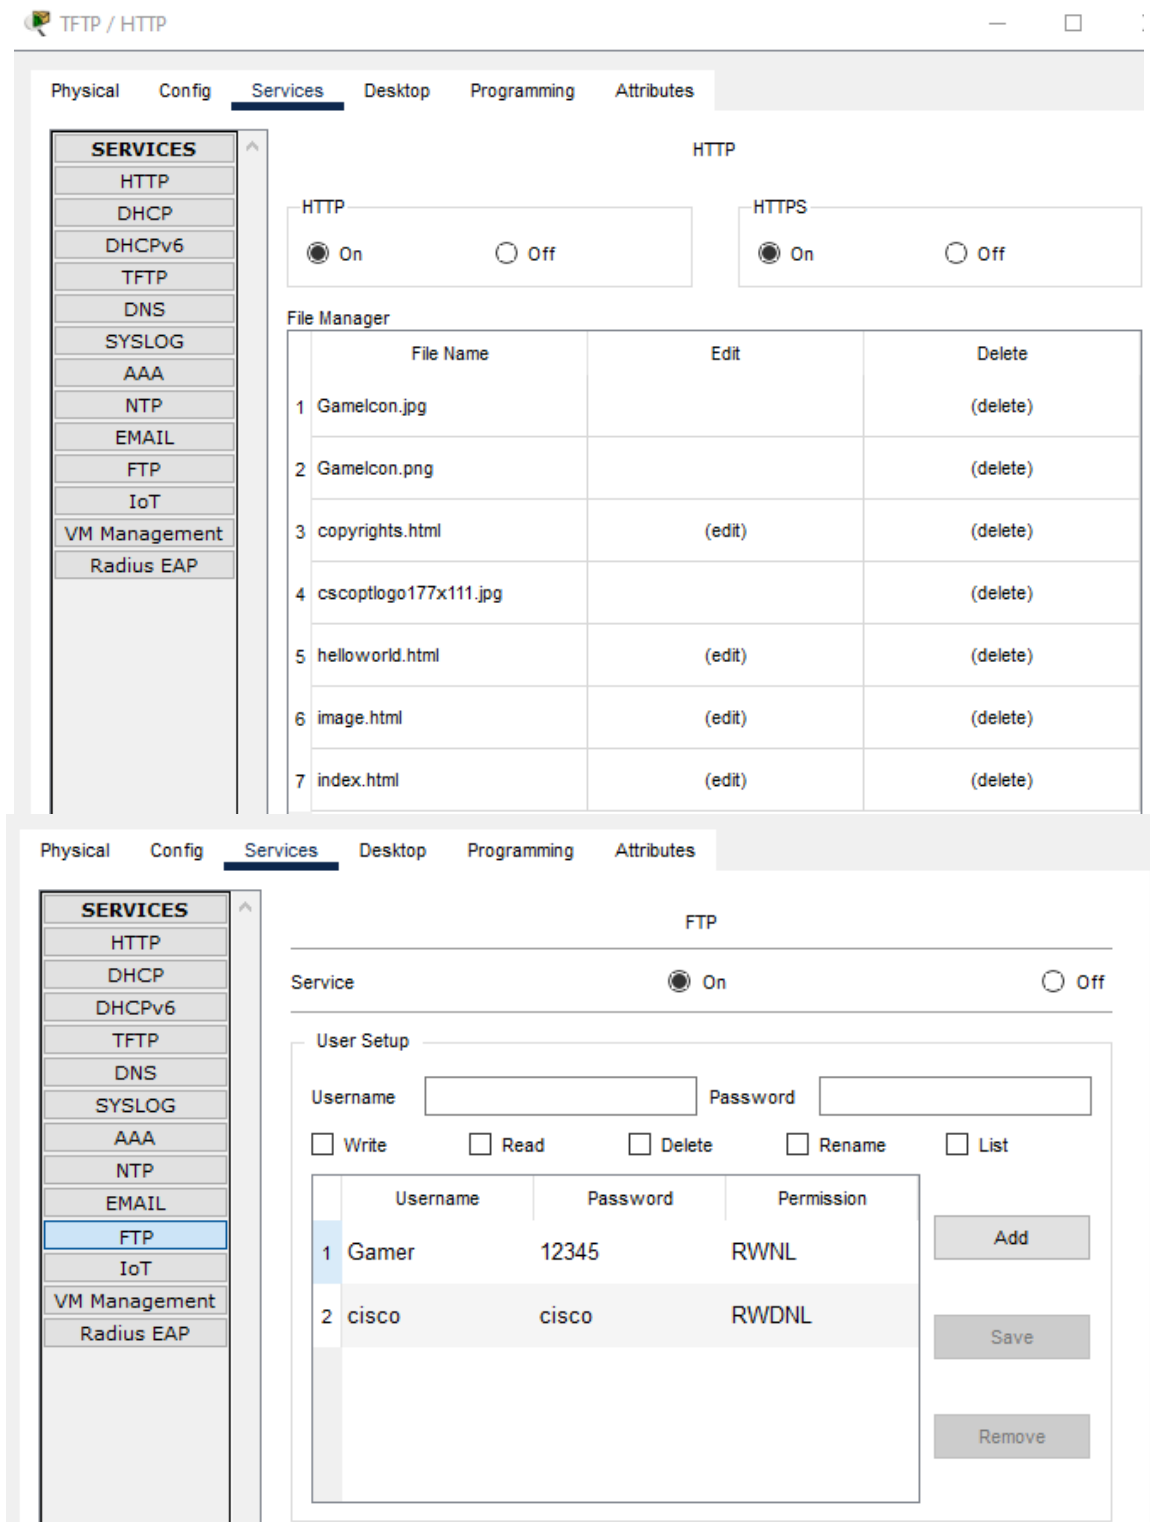 TFTP / HTTP
Physical Config Services Desktop Programming Attributes
SERVICES
HTTP
DHCP
DHCPv6
TFTP
DNS
SYSLOG
AAA
NTP
EMAIL
FTP
IoT
VM Management
Radius EAP
HTTP
HTTP HTTPS
On Off On Off
File Manager
File Name Edit Delete
1 GameIcon.jpg (delete)
2 GameIcon.png (delete)
3 copyrights.html (edit) (delete)
4 cscoptlogo177x111.jpg (delete)
5 helloworld.html (edit) (delete)
6 image.html (edit) (delete)
7 index.html (edit) (delete)
Physical Config Services Desktop Programming Attributes
SERVICES
HTTP
DHCP
DHCPv6
TFTP
DNS
SYSLOG
AAA
NTP
EMAIL
FTP
IoT
VM Management
Radius EAP
FTP
Service On Off
User Setup
Username Password
Write Read Delete Rename List
Username Password Permission
1 Gamer 12345 RWNL
2 cisco cisco RWDNL
Add
Save
Remove